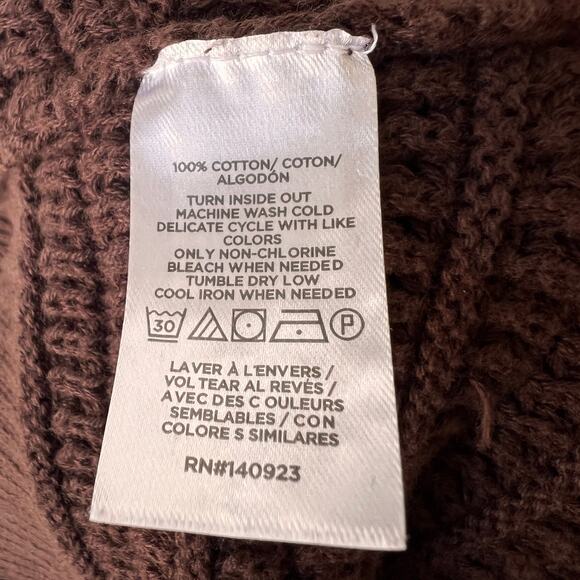 100% COTTON/ COTON/
ALGODÓN
TURN INSIDE OUT
MACHINE WASH COLD
DELICATE CYCLE WITH LIKE
COLORS
ONLY NON-CHLORINE
BLEACH WHEN NEEDED
TUMBLE DRY LOW
COOL IRON WHEN NEEDED
30 P
LAVER À L'ENVERS /
VOL TEAR AL REVÉS /
AVEC DES C OULEURS
SEMBLABLES / CON
COLORE S SIMILARES
RN#140923